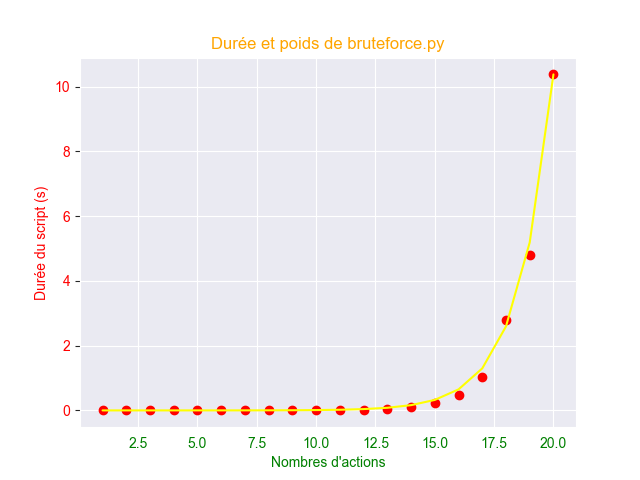 Durée et poids de bruteforce.py
Durée du script (s)
10
8
6
4
2
0
2.5 5.0 7.5 10.0 12.5 15.0 17.5 20.0
Nombres d'actions